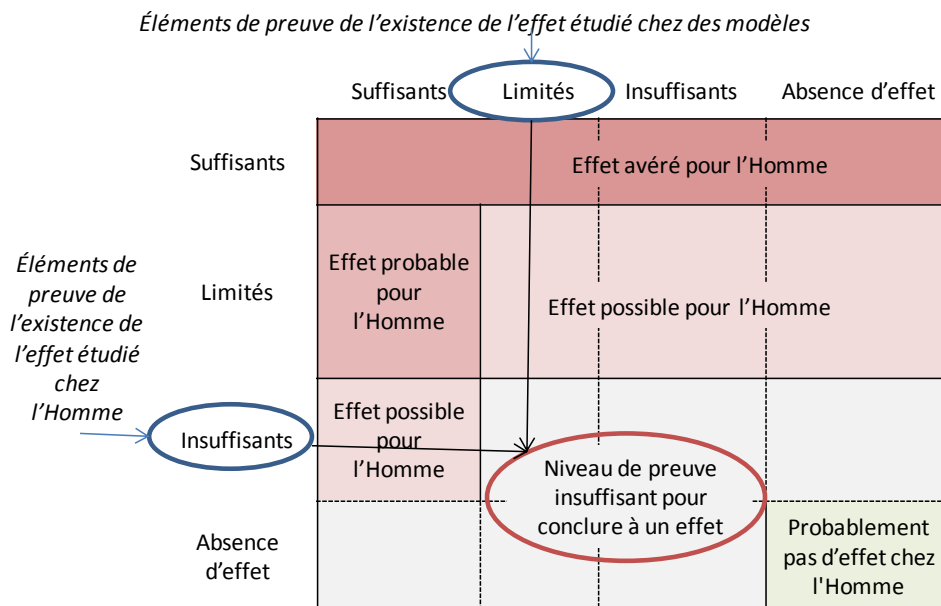 Éléments de preuve de l’existence de l’effet étudié chez des modèles
Suffisants
Limités
Insuffisants
Absence d’effet
Suffisants
Effet avéré pour l’Homme
Éléments de
preuve de
l’existence de
l’effet étudié
chez
l’Homme
Limités
Effet probable
pour
l’Homme
Effet possible pour l’Homme
Insuffisants
Effet possible
pour
l’Homme
Niveau de preuve
insuffisant pour
conclure à un effet
Absence
d’effet
Probablement
pas d’effet chez
l'Homme